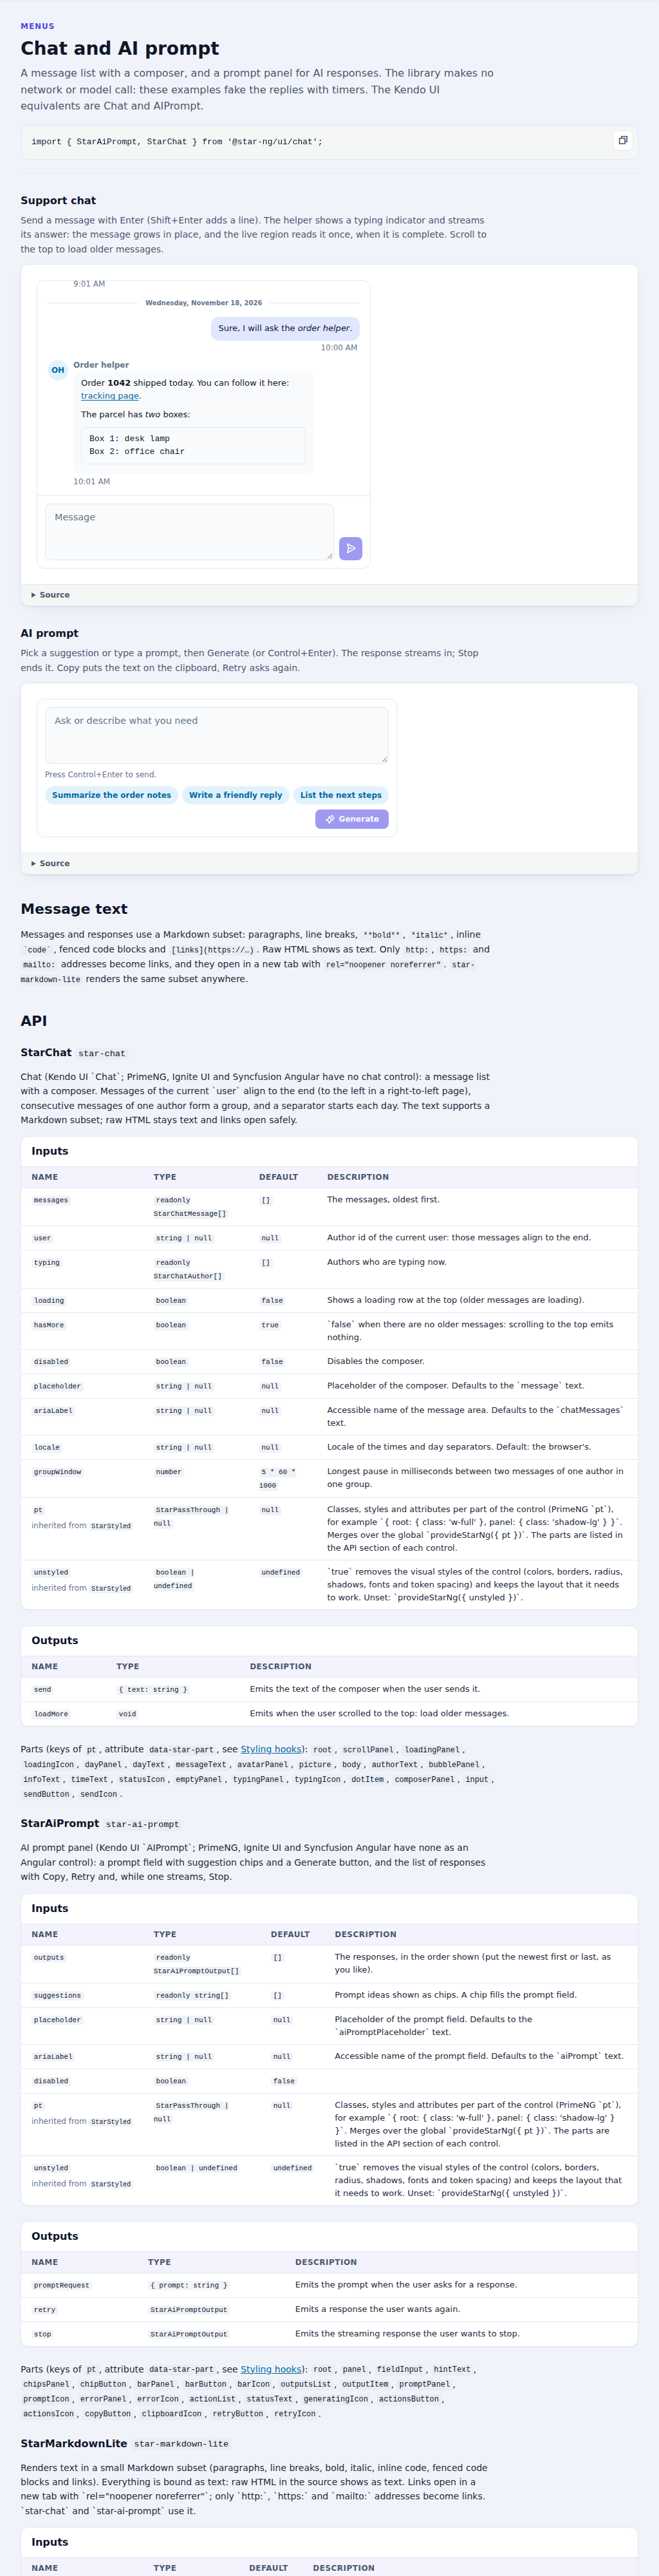 MENUS
Chat and AI prompt
A message list with a composer, and a prompt panel for AI responses. The library makes no
network or model call: these examples fake the replies with timers. The Kendo UI
equivalents are Chat and AIPrompt.
import { StarAiPrompt, StarChat } from '@star-ng/ui/chat';
Support chat
Send a message with Enter (Shift+Enter adds a line). The helper shows a typing indicator and streams
its answer: the message grows in place, and the live region reads it once, when it is complete. Scroll to
the top to load older messages.
9:01 AM
Wednesday, November 18, 2026
Sure, I will ask the order helper.
10:00 AM
OH
Order helper
Order 1042 shipped today. You can follow it here:
tracking page.
The parcel has two boxes:
Box 1: desk lamp
Box 2: office chair
10:01 AM
Message
▶ Source
AI prompt
Pick a suggestion or type a prompt, then Generate (or Control+Enter). The response streams in; Stop
ends it. Copy puts the text on the clipboard, Retry asks again.
Ask or describe what you need
Press Control+Enter to send.
Summarize the order notes Write a friendly reply List the next steps
Generate
▶ Source
Message text
Messages and responses use a Markdown subset: paragraphs, line breaks, **bold**, *italic*, inline
`code`, fenced code blocks and [links](https://…). Raw HTML shows as text. Only http:, https: and
mailto: addresses become links, and they open in a new tab with rel="noopener noreferrer". star-
markdown-lite renders the same subset anywhere.
API
StarChat star-chat
Chat (Kendo UI `Chat`; PrimeNG, Ignite UI and Syncfusion Angular have no chat control): a message list
with a composer. Messages of the current `user` align to the end (to the left in a right-to-left page),
consecutive messages of one author form a group, and a separator starts each day. The text supports a
Markdown subset; raw HTML stays text and links open safely.
Inputs
NAME TYPE DEFAULT DESCRIPTION
messages readonly StarChatMessage[] [] The messages, oldest first.
user string | null null Author id of the current user: those messages align to the end.
typing readonly StarChatAuthor[] [] Authors who are typing now.
loading boolean false Shows a loading row at the top (older messages are loading).
hasMore boolean true `false` when there are no older messages: scrolling to the top emits
nothing.
disabled boolean false Disables the composer.
placeholder string | null null Placeholder of the composer. Defaults to the `message` text.
ariaLabel string | null null Accessible name of the message area. Defaults to the `chatMessages`
text.
locale string | null null Locale of the times and day separators. Default: the browser's.
groupWindow number 5 * 60 * 1000 Longest pause in milliseconds between two messages of one author in
one group.
pt StarPassThrough | null null Classes, styles and attributes per part of the control (PrimeNG `pt`),
inherited from StarStyled for example `{ root: { class: 'w-full' }, panel: { class: 'shadow-lg' } }`.
Merges over the global `provideStarNg({ pt })`. The parts are listed in
the API section of each control.
unstyled boolean | undefined undefined `true` removes the visual styles of the control (colors, borders, radius,
inherited from StarStyled shadows, fonts and token spacing) and keeps the layout that it needs
to work. Unset: `provideStarNg({ unstyled })`.
Outputs
NAME TYPE DESCRIPTION
send { text: string } Emits the text of the composer when the user sends it.
loadMore void Emits when the user scrolled to the top: load older messages.
Parts (keys of pt, attribute data-star-part, see Styling hooks): root, scrollPanel, loadingPanel,
loadingIcon, dayPanel, dayText, messageText, avatarPanel, picture, body, authorText, bubblePanel,
infoText, timeText, statusIcon, emptyPanel, typingPanel, typingIcon, dotItem, composerPanel, input,
sendButton, sendIcon.
StarAiPrompt star-ai-prompt
AI prompt panel (Kendo UI `AIPrompt`; PrimeNG, Ignite UI and Syncfusion Angular have none as an
Angular control): a prompt field with suggestion chips and a Generate button, and the list of responses
with Copy, Retry and, while one streams, Stop.
Inputs
NAME TYPE DEFAULT DESCRIPTION
outputs readonly StarAiPromptOutput[] [] The responses, in the order shown (put the newest first or last, as
you like).
suggestions readonly string[] [] Prompt ideas shown as chips. A chip fills the prompt field.
placeholder string | null null Placeholder of the prompt field. Defaults to the
`aiPromptPlaceholder` text.
ariaLabel string | null null Accessible name of the prompt field. Defaults to the `aiPrompt` text.
disabled boolean false
pt StarPassThrough | null null Classes, styles and attributes per part of the control (PrimeNG `pt`),
inherited from StarStyled for example `{ root: { class: 'w-full' }, panel: { class: 'shadow-lg' }
}`. Merges over the global `provideStarNg({ pt })`. The parts are
listed in the API section of each control.
unstyled boolean | undefined undefined `true` removes the visual styles of the control (colors, borders,
inherited from StarStyled radius, shadows, fonts and token spacing) and keeps the layout that
it needs to work. Unset: `provideStarNg({ unstyled })`.
Outputs
NAME TYPE DESCRIPTION
promptRequest { prompt: string } Emits the prompt when the user asks for a response.
retry StarAiPromptOutput Emits a response the user wants again.
stop StarAiPromptOutput Emits the streaming response the user wants to stop.
Parts (keys of pt, attribute data-star-part, see Styling hooks): root, panel, fieldInput, hintText,
chipsPanel, chipButton, barPanel, barButton, barIcon, outputsList, outputItem, promptPanel,
promptIcon, errorPanel, errorIcon, actionList, statusText, generatingIcon, actionsButton,
actionsIcon, copyButton, clipboardIcon, retryButton, retryIcon.
StarMarkdownLite star-markdown-lite
Renders text in a small Markdown subset (paragraphs, line breaks, bold, italic, inline code, fenced code
blocks and links). Everything is bound as text: raw HTML in the source shows as text. Links open in a
new tab with `rel="noopener noreferrer"`; only `http:`, `https:` and `mailto:` addresses become links.
`star-chat` and `star-ai-prompt` use it.
Inputs
NAME TYPE DEFAULT DESCRIPTION